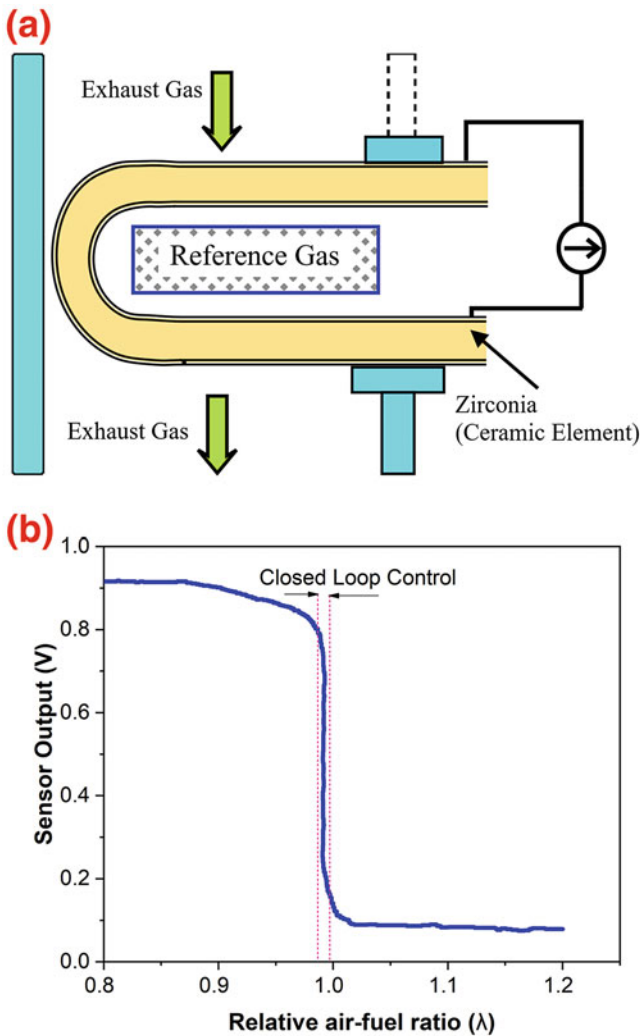 (a)
Exhaust Gas
Reference Gas
Exhaust Gas
Zirconia
(Ceramic Element)
(b)
1.0
Closed Loop Control
0.8
0.6
0.4
0.2
0.0
Sensor Output (V)
0.8 0.9 1.0 1.1 1.2
Relative air-fuel ratio (λ)